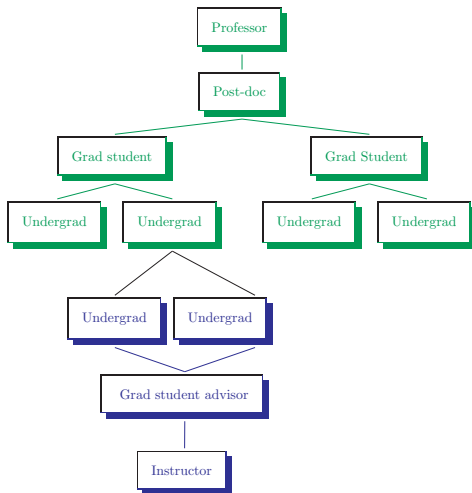 Professor
Post-doc
Grad student
Grad Student
Undergrad
Undergrad
Undergrad
Undergrad
Undergrad
Undergrad
Grad student advisor
Instructor